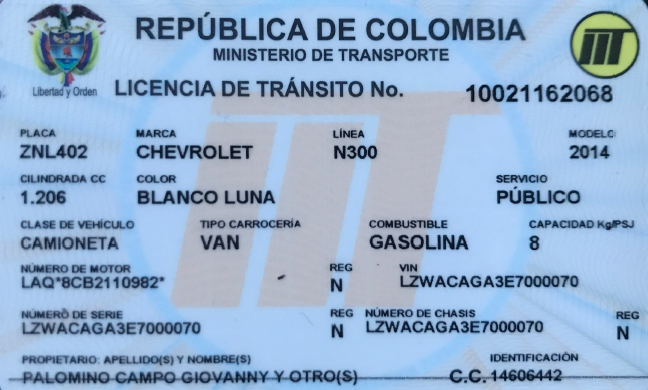 REPÚBLICA DE COLOMBIA
MINISTERIO DE TRANSPORTE
Libertad y Orden
LICENCIA DE TRÁNSITO No. 10021162068
PLACA MARCA LÍNEA MODELO
ZNL402 CHEVROLET N300 2014
CILINDRADA CC COLOR SERVICIO
1.206 BLANCO LUNA PÚBLICO
CLASE DE VEHÍCULO TIPO CARROCERÍA COMBUSTIBLE CAPACIDAD Kg/PSJ
CAMIONETA VAN GASOLINA 8
NÚMERO DE MOTOR REG VIN
LAQ*8CB2110982* N LZWACAGA3E7000070
NÚMERO DE SERIE REG NÚMERO DE CHASIS REG
LZWACAGA3E7000070 N LZWACAGA3E7000070 N
PROPIETARIO: APELLIDO(S) Y NOMBRE(S) IDENTIFICACIÓN
PALOMINO CAMPO GIOVANNY Y OTRO(S) C.C. 14606442